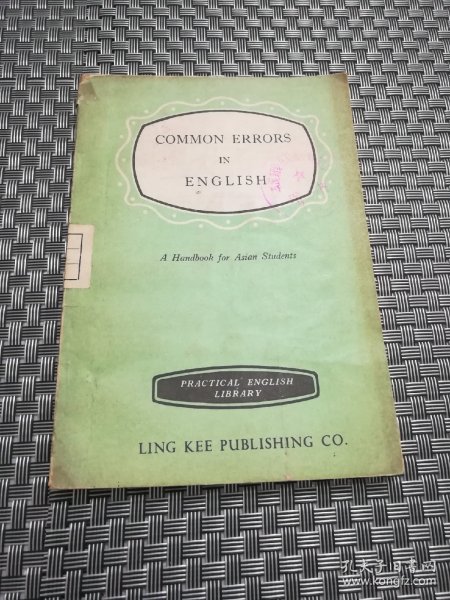 COMMON ERRORS
IN
ENGLISH
A Handbook for Asian Students
PRACTICAL ENGLISH
LIBRARY
LING KEE PUBLISHING CO.
孔夫子旧书网
www.kongfz.com